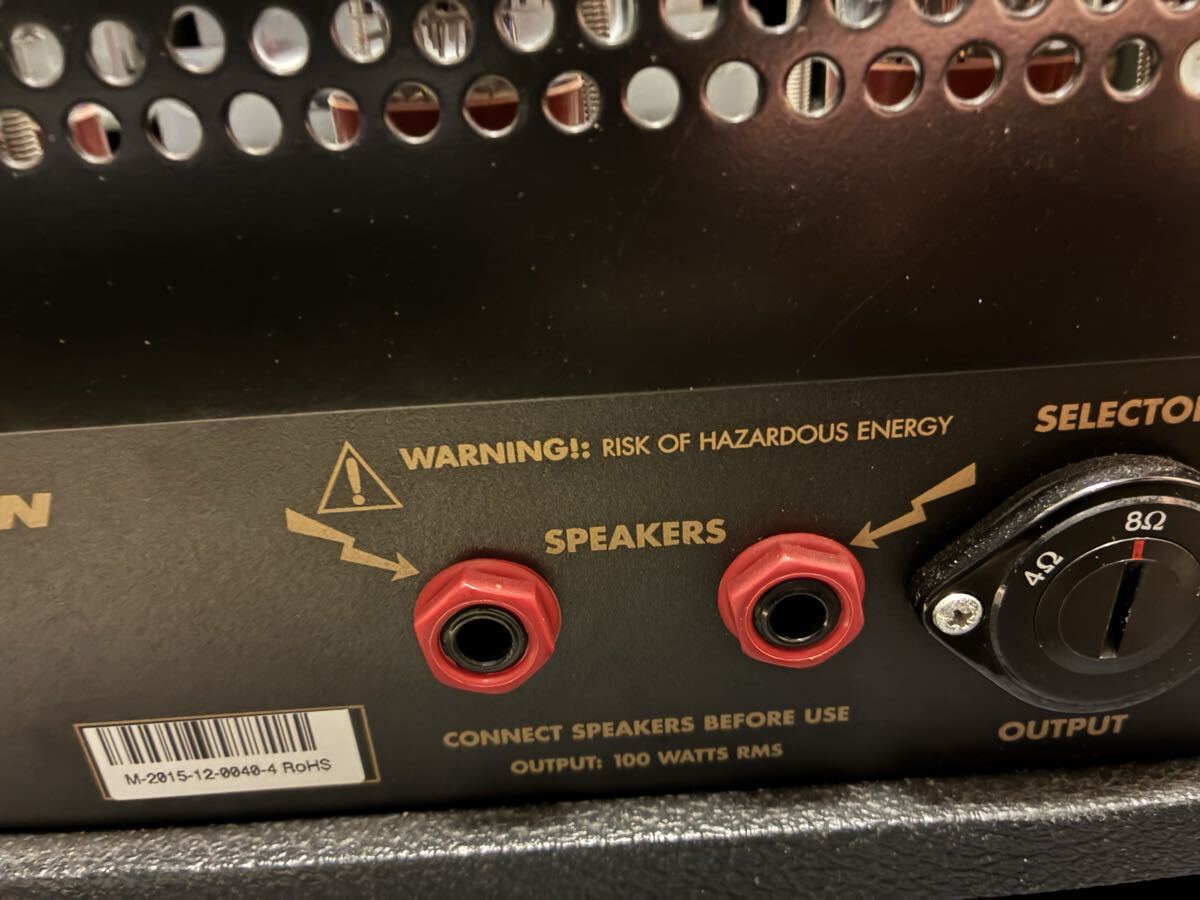 SELECTOR
WARNING!: RISK OF HAZARDOUS ENERGY
N
SPEAKERS
8Ω
4Ω
CONNECT SPEAKERS BEFORE USE
OUTPUT
OUTPUT: 100 WATTS RMS
M-2015-12-0040-4 RoHS